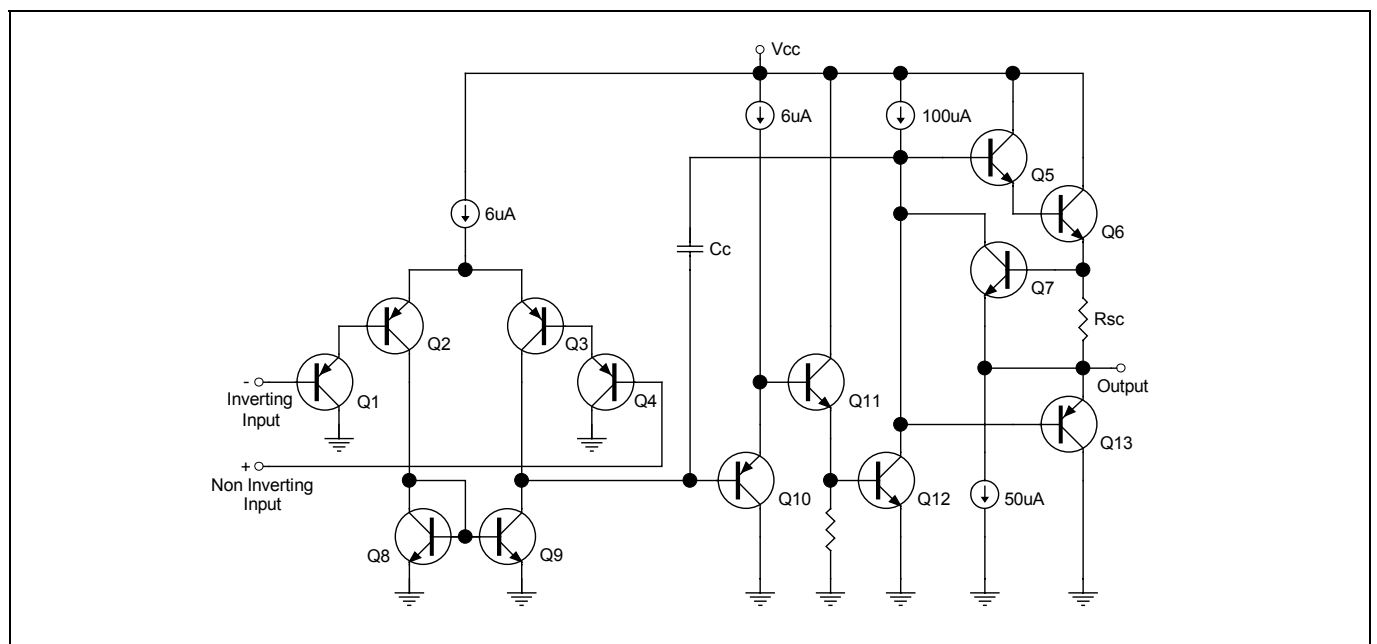 Vcc
6uA
100uA
Q5
6uA
Q6
Cc
Q7
Rsc
Q2
Q3
-
Inverting
Input
Q1
Q4
Q11
Output
+
Non Inverting
Input
Q13
Q10
Q12
50uA
Q8
Q9